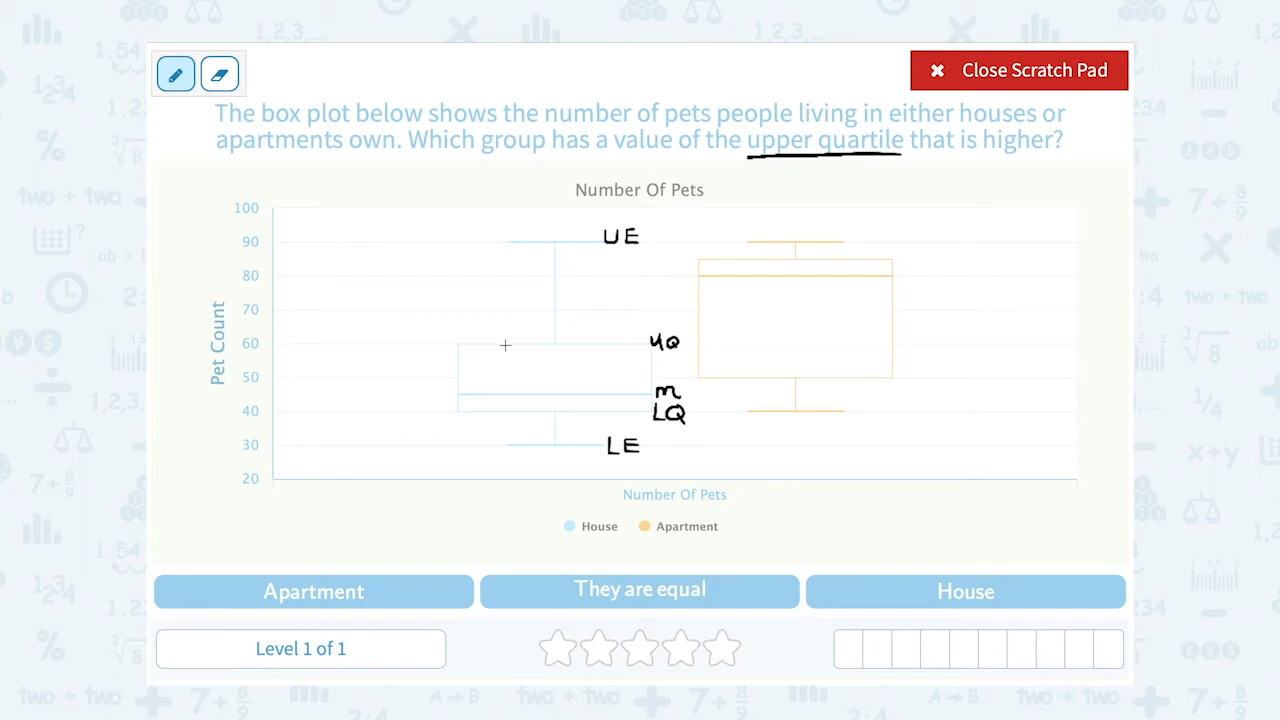 Close Scratch Pad
The box plot below shows the number of pets people living in either houses or
apartments own. Which group has a value of the upper quartile that is higher?
Number Of Pets
100
90
80
70
60
50
40
30
20
Pet Count
UE
UQ
m
LQ
LE
Number Of Pets
House Apartment
Apartment They are equal House
Level 1 of 1